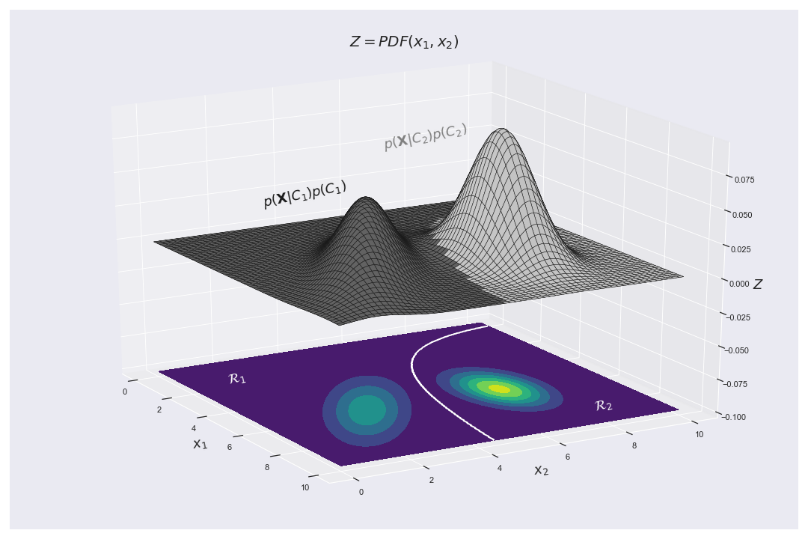 Z = PDF(x₁, x₂)
p(X|C₂)p(C₂)
p(X|C₁)p(C₁)
0.075
0.050
0.025
0.000
Z
−0.025
−0.050
−0.075
−0.100
R₁
R₂
0
2
4
6
8
10
x₁
0
2
4
6
8
10
x₂